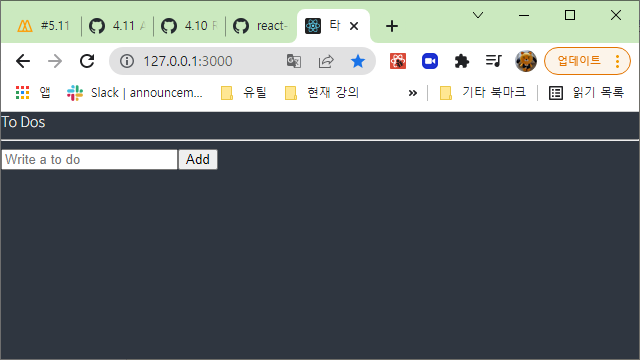 #5.11
4.11
4.10
react-
타
127.0.0.1:3000
업데이트
앱
Slack | announcem...
유틸
현재 강의
기타 북마크
읽기 목록
To Dos
Write a to do
Add